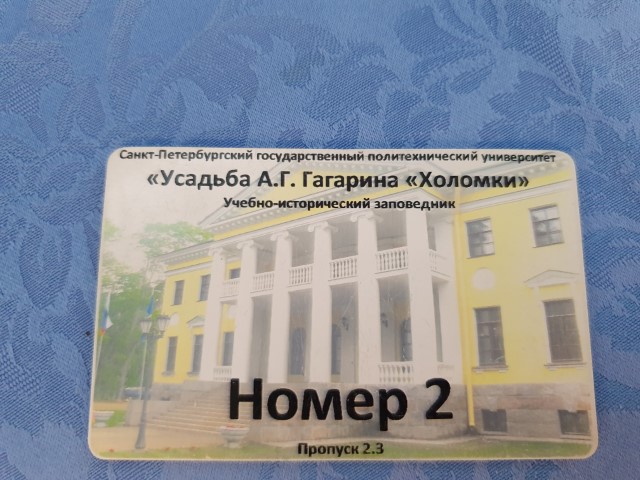 Санкт-Петербургский государственный политехнический университет
«Усадьба А.Г. Гагарина «Холомки»
Учебно-исторический заповедник
Номер 2
Пропуск 2.3